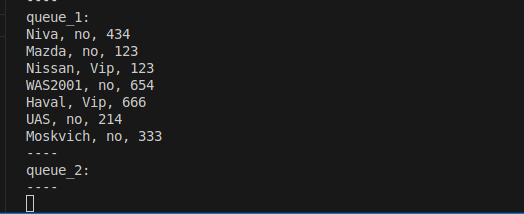 ----
queue_1:
Niva, no, 434
Mazda, no, 123
Nissan, Vip, 123
WAS2001, no, 654
Haval, Vip, 666
UAS, no, 214
Moskvich, no, 333
----
queue_2:
----